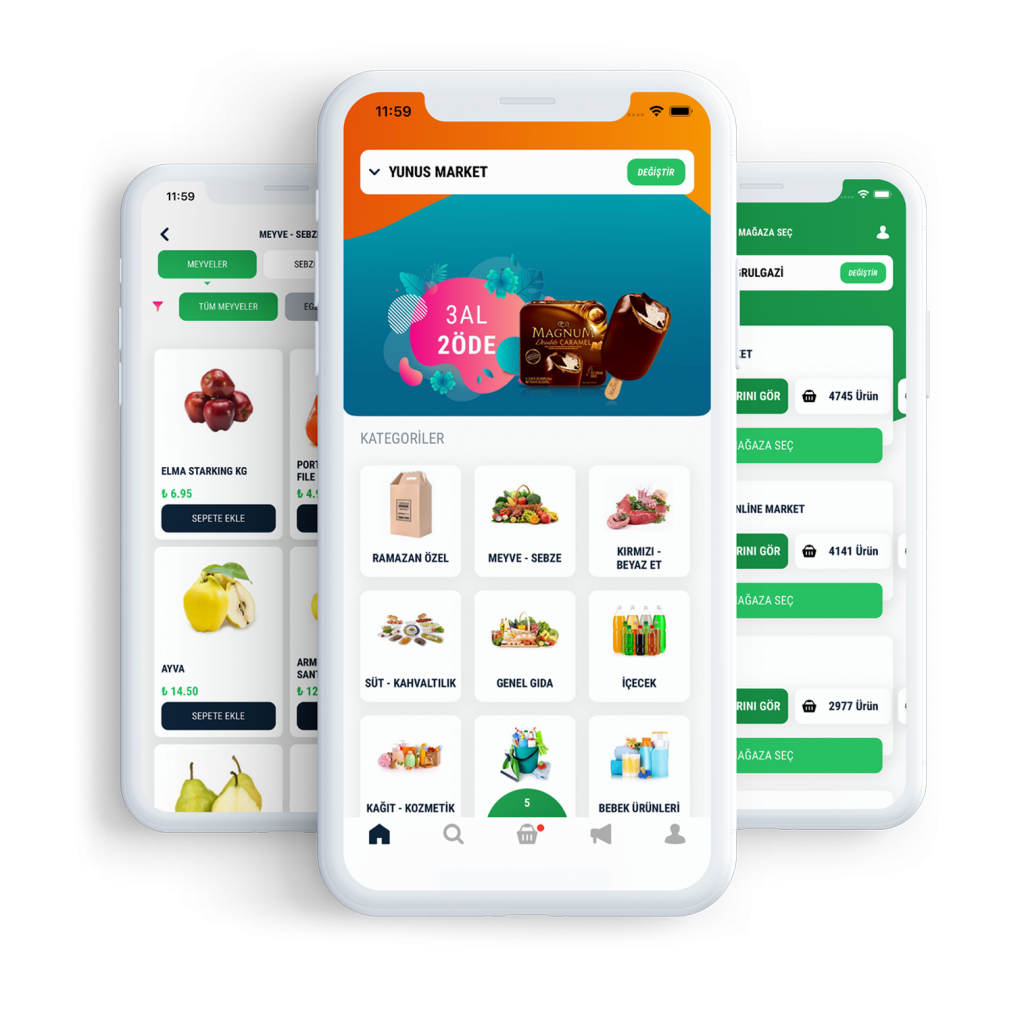 11:59
MEYVE - SEBZ
MEYVELER
SEBZ
TÜM MEYVELER
ELMA STARKING KG
₺ 6.95
SEPETE EKLE
PORT
FILE
₺ 4.9
AYVA
₺ 14.50
SEPETE EKLE
ARM
SANT
₺ 12
11:59
YUNUS MARKET
DEĞİŞTİR
3AL
2ÖDE
MAGNUM
Double CARAMEL
KATEGORİLER
RAMAZAN ÖZEL
MEYVE - SEBZE
KIRMIZI -
BEYAZ ET
SÜT - KAHVALTILIK
GENEL GIDA
İÇECEK
KAĞIT - KOZMETİK
5
BEBEK ÜRÜNLERİ
MAĞAZA SEÇ
RULGAZİ
DEĞİŞTİR
ET
RINI GÖR
4745 Ürün
AĞAZA SEÇ
NLİNE MARKET
RINI GÖR
4141 Ürün
AĞAZA SEÇ
RINI GÖR
2977 Ürün
AĞAZA SEÇ